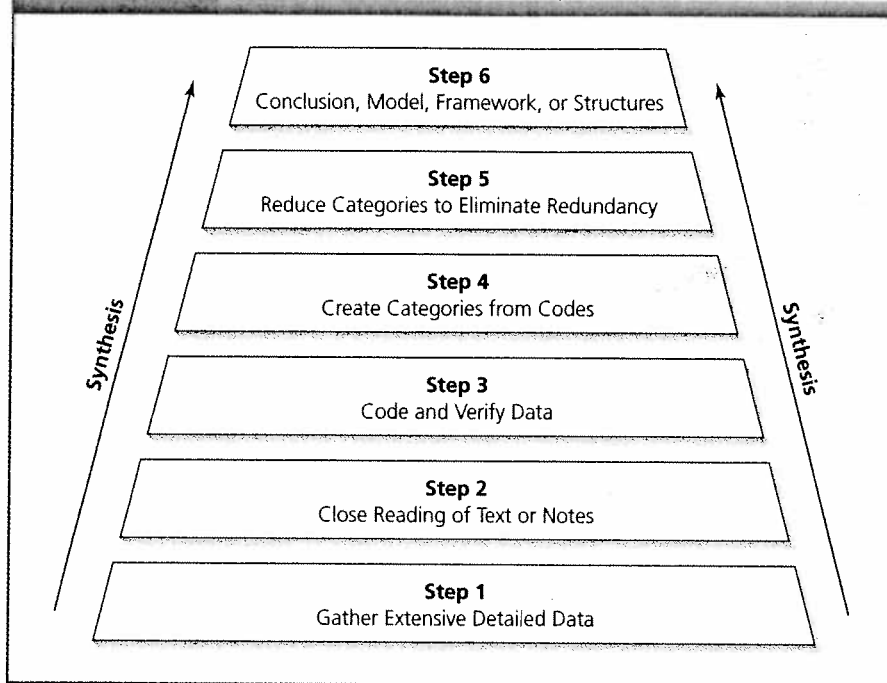 Step 6
Conclusion, Model, Framework, or Structures
Step 5
Reduce Categories to Eliminate Redundancy
Step 4
Create Categories from Codes
Synthesis
Synthesis
Step 3
Code and Verify Data
Step 2
Close Reading of Text or Notes
Step 1
Gather Extensive Detailed Data